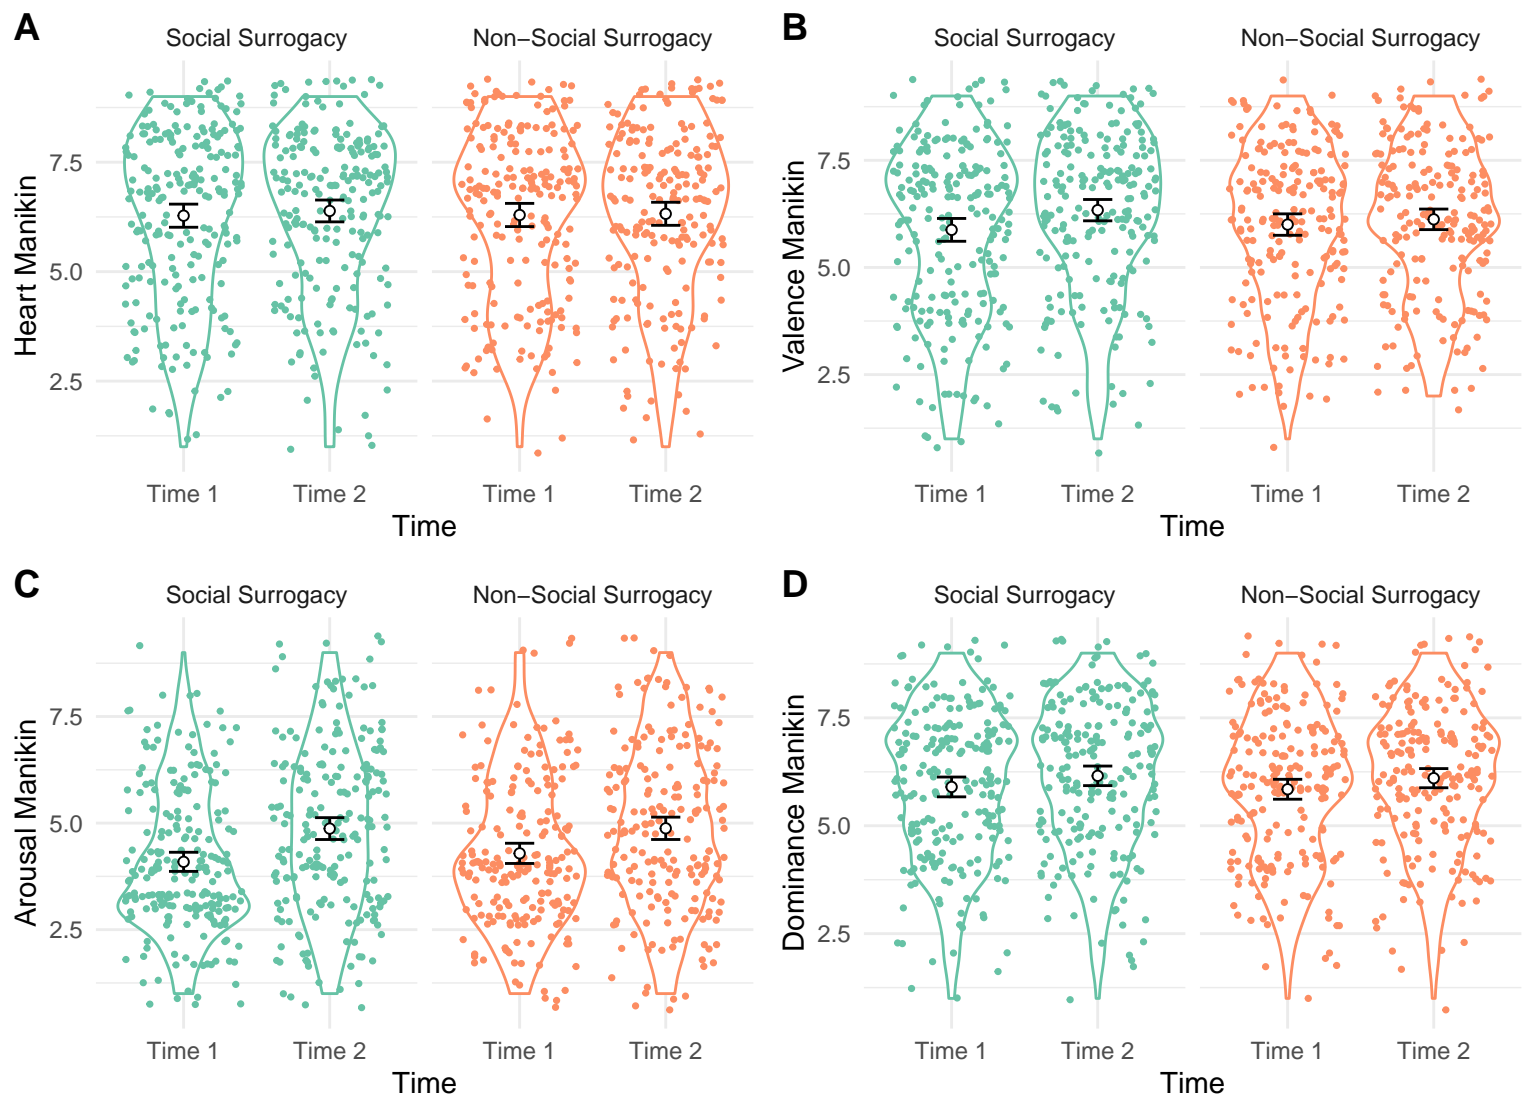 A
Social Surrogacy
Non−Social Surrogacy
Heart Manikin
7.5
5.0
2.5
Time 1
Time 2
Time 1
Time 2
Time
B
Social Surrogacy
Non−Social Surrogacy
Valence Manikin
7.5
5.0
2.5
Time 1
Time 2
Time 1
Time 2
Time
C
Social Surrogacy
Non−Social Surrogacy
Arousal Manikin
7.5
5.0
2.5
Time 1
Time 2
Time 1
Time 2
Time
D
Social Surrogacy
Non−Social Surrogacy
Dominance Manikin
7.5
5.0
2.5
Time 1
Time 2
Time 1
Time 2
Time